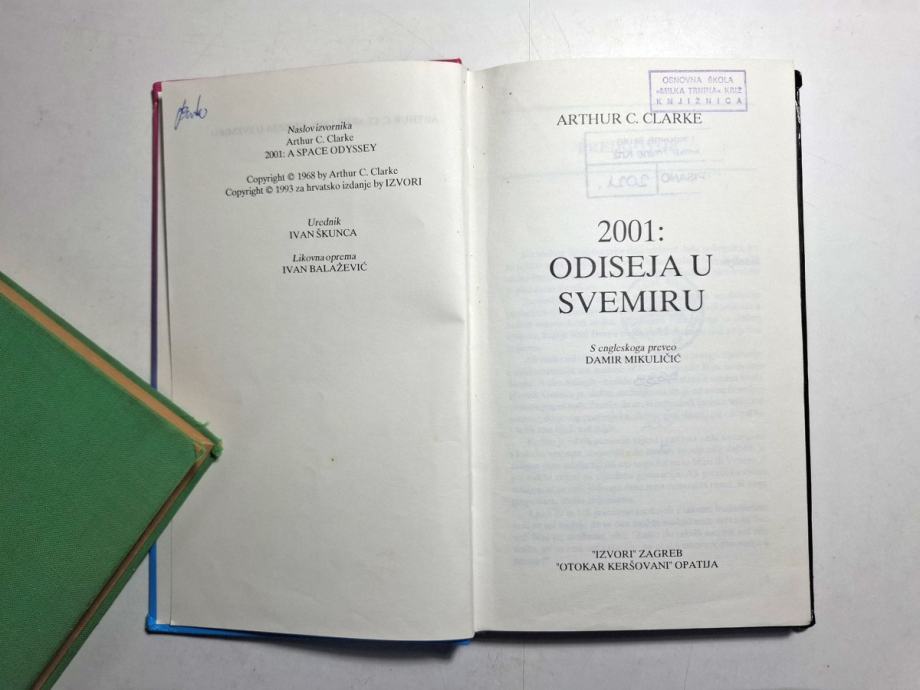 Naslov izvornika
Arthur C. Clarke
2001: A SPACE ODYSSEY
Copyright © 1968 by Arthur C. Clarke
Copyright © 1993 za hrvatsko izdanje by IZVORI
Urednik
IVAN ŠKUNCA
Likovna oprema
IVAN BALAŽEVIĆ
OSNOVNA ŠKOLA
»MILKA TRNINA« KRIŽ
KNJIŽNICA
ARTHUR C. CLARKE
2001:
ODISEJA U
SVEMIRU
S engleskoga preveo
DAMIR MIKULIČIĆ
"IZVORI" ZAGREB
"OTOKAR KERŠOVANI" OPATIJA